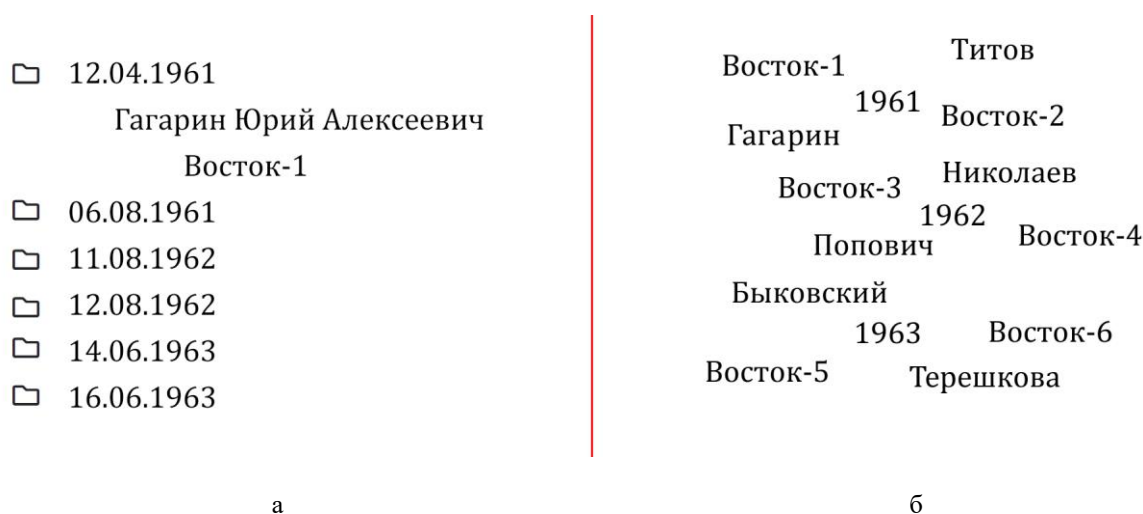 12.04.1961
Гагарин Юрий Алексеевич
Восток-1
06.08.1961
11.08.1962
12.08.1962
14.06.1963
16.06.1963
а
Титов
Восток-1
1961
Восток-2
Гагарин
Николаев
Восток-3
1962
Восток-4
Попович
Быковский
1963
Восток-6
Восток-5
Терешкова
б